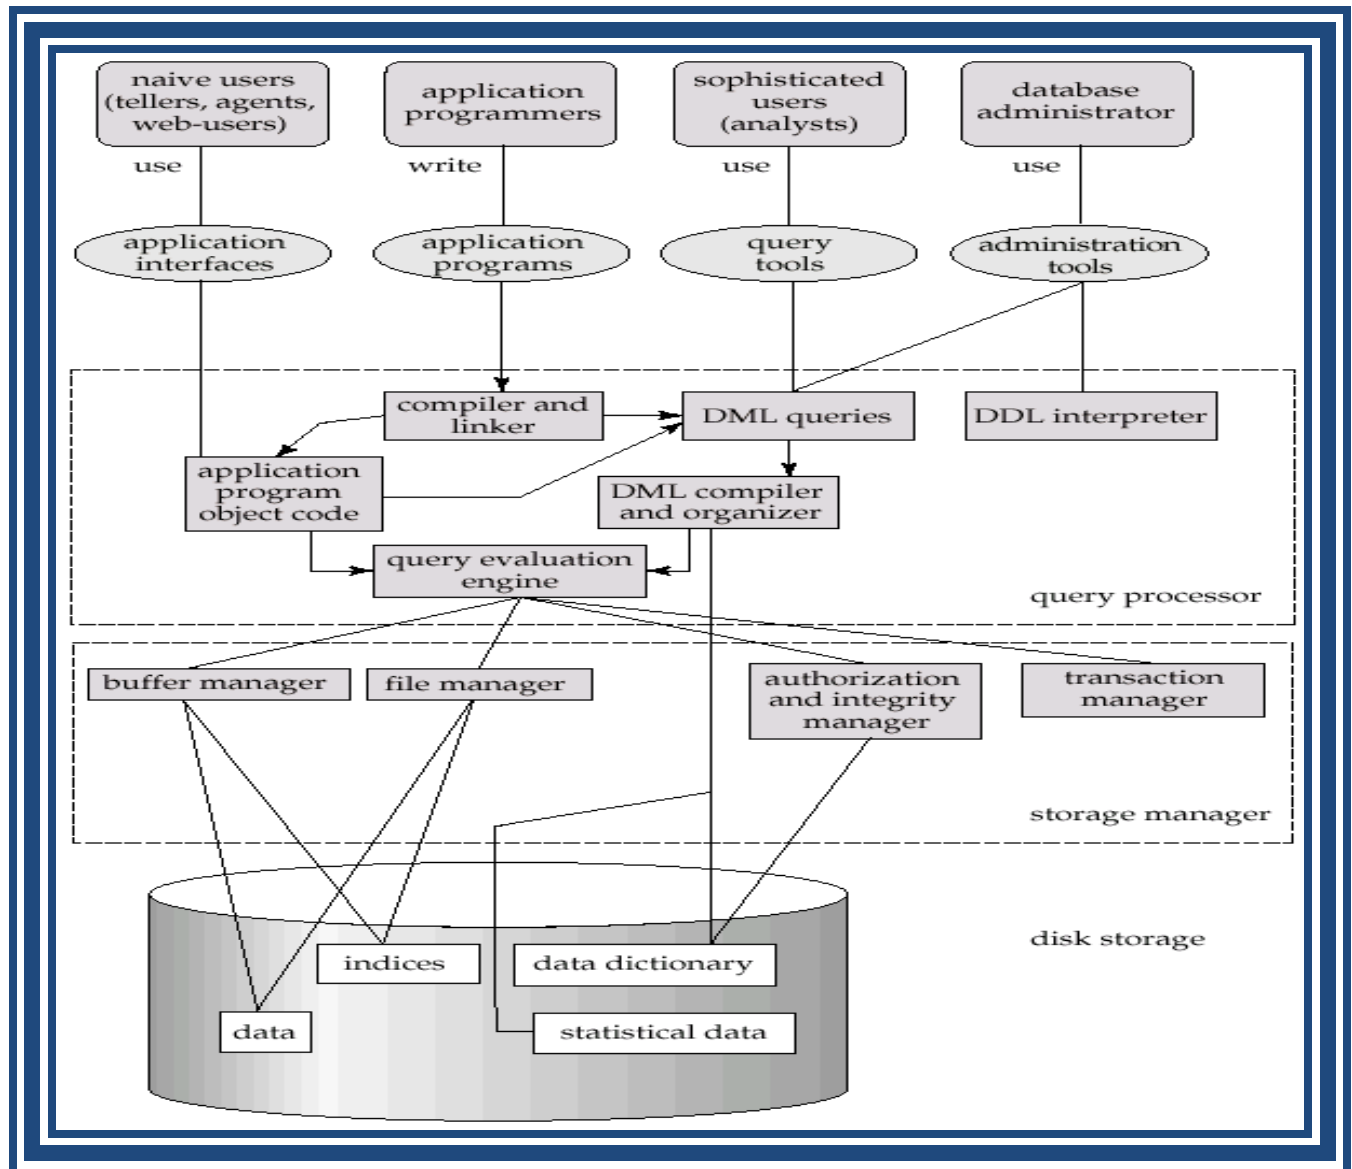 naive users
(tellers, agents,
web-users)
application
programmers
sophisticated
users
(analysts)
database
administrator
use
write
use
use
application
interfaces
application
programs
query
tools
administration
tools
compiler and
linker
DML queries
DDL interpreter
application
program
object code
DML compiler
and organizer
query evaluation
engine
query processor
buffer manager
file manager
authorization
and integrity
manager
transaction
manager
storage manager
disk storage
indices
data dictionary
data
statistical data